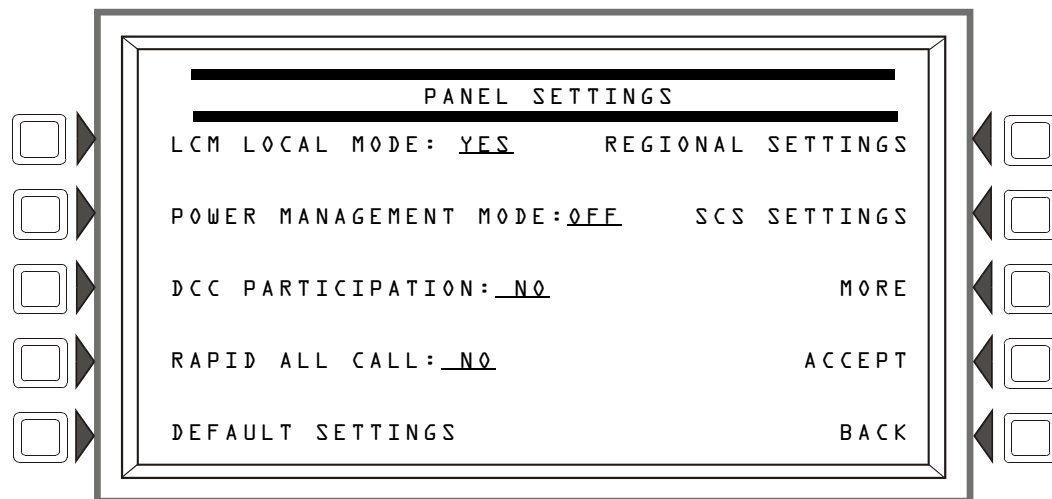 PANEL SETTINGS
LCM LOCAL MODE: YES REGIONAL SETTINGS
POWER MANAGEMENT MODE:OFF SCS SETTINGS
DCC PARTICIPATION: NO MORE
RAPID ALL CALL: NO ACCEPT
DEFAULT SETTINGS BACK